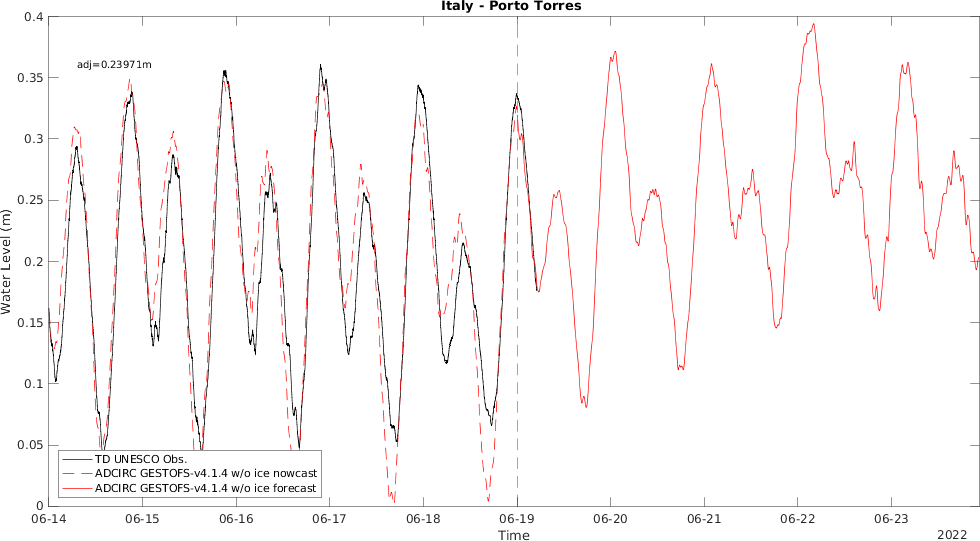 Italy - Porto Torres
adj=0.23971m
Water Level (m)
0.4
0.35
0.3
0.25
0.2
0.15
0.1
0.05
0
TD UNESCO Obs.
ADCIRC GESTOFS-v4.1.4 w/o ice nowcast
ADCIRC GESTOFS-v4.1.4 w/o ice forecast
06-14 06-15 06-16 06-17 06-18 06-19 06-20 06-21 06-22 06-23
Time
2022